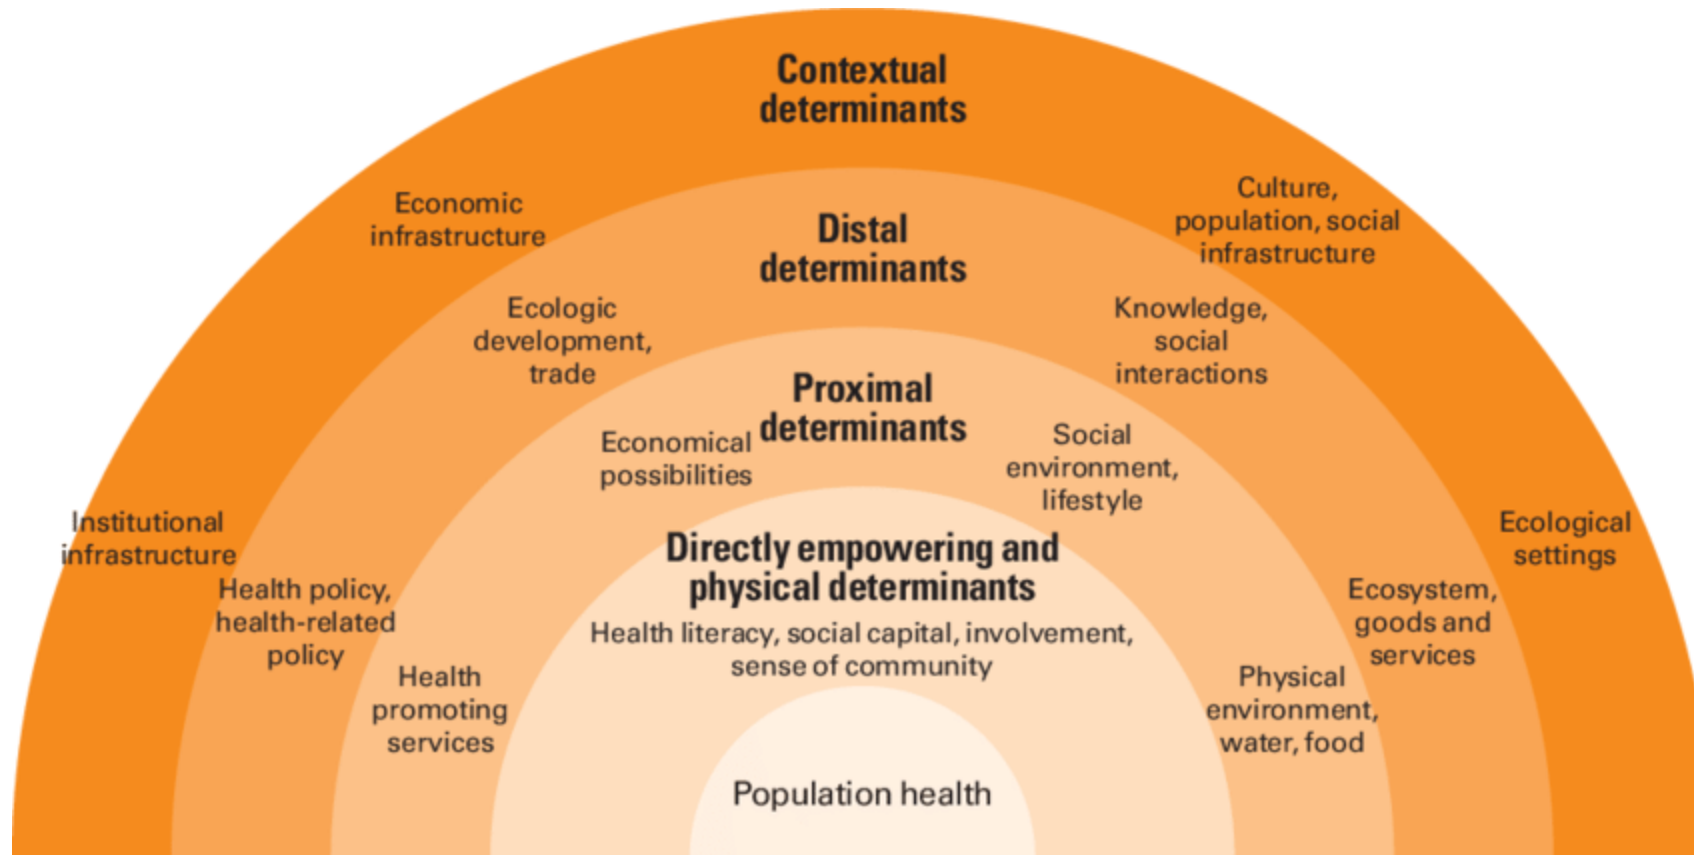 Contextual
determinants
Economic
infrastructure
Culture,
population, social
infrastructure
Distal
determinants
Ecologic
development,
trade
Knowledge,
social
interactions
Proximal
determinants
Economical
possibilities
Social
environment,
lifestyle
Institutional
infrastructure
Ecological
settings
Directly empowering and
physical determinants
Health literacy, social capital, involvement,
sense of community
Health policy,
health-related
policy
Ecosystem,
goods and
services
Health
promoting
services
Physical
environment,
water, food
Population health